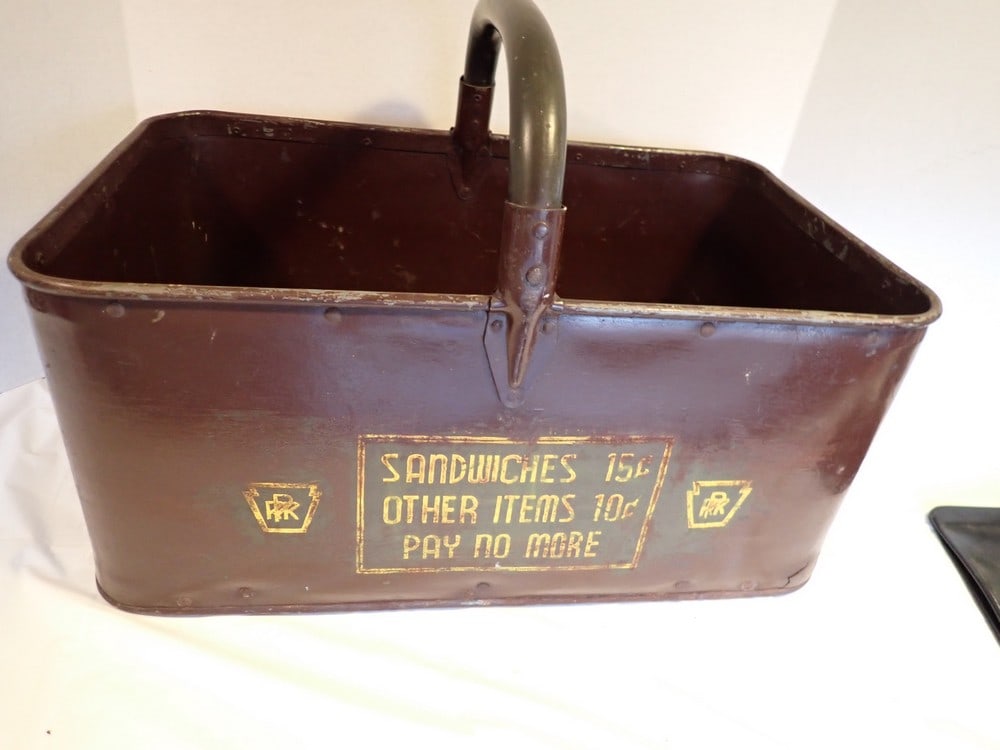 SANDWICHES 15¢
OTHER ITEMS 10¢
PAY NO MORE
PRR
PRR